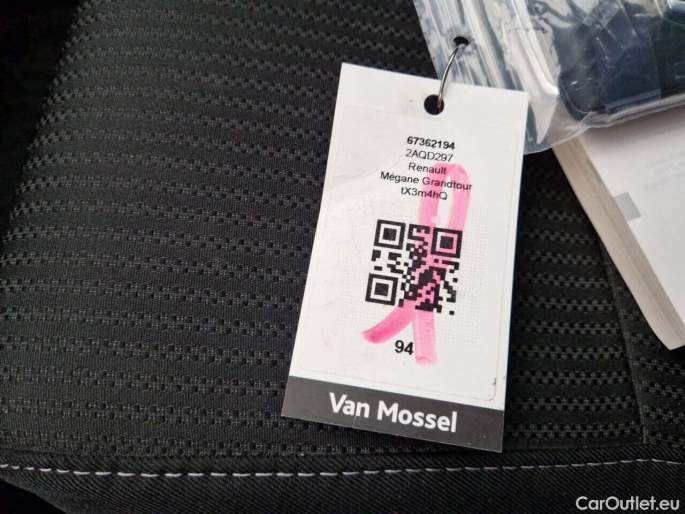 67362194
2AQD297
Renault
Mégane Grandtour
tX3m4hQ
94
Van Mossel
CarOutlet.eu